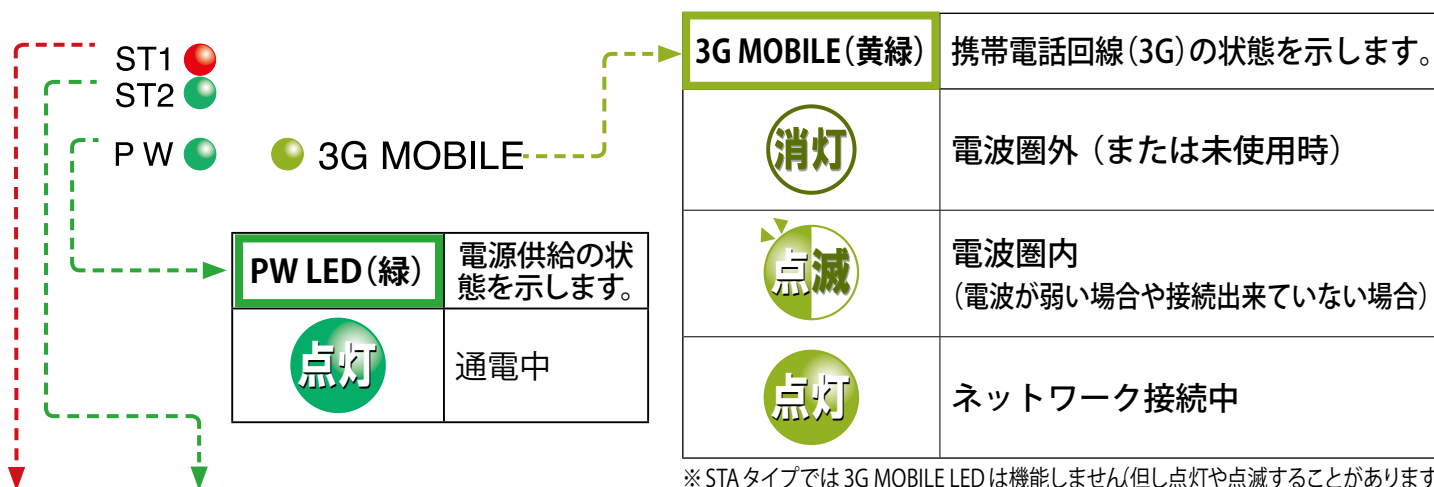 ST1
ST2
P W
3G MOBILE
PW LED（緑）
電源供給の状
態を示します。
点灯
通電中
3G MOBILE（黄緑）
携帯電話回線（3G）の状態を示します。
消灯
電波圏外（または未使用時）
点滅
電波圏内
（電波が弱い場合や接続出来ていない場合）
点灯
ネットワーク接続中
※ STA タイプでは 3G MOBILE LED は機能しません（但し点灯や点滅することがあります